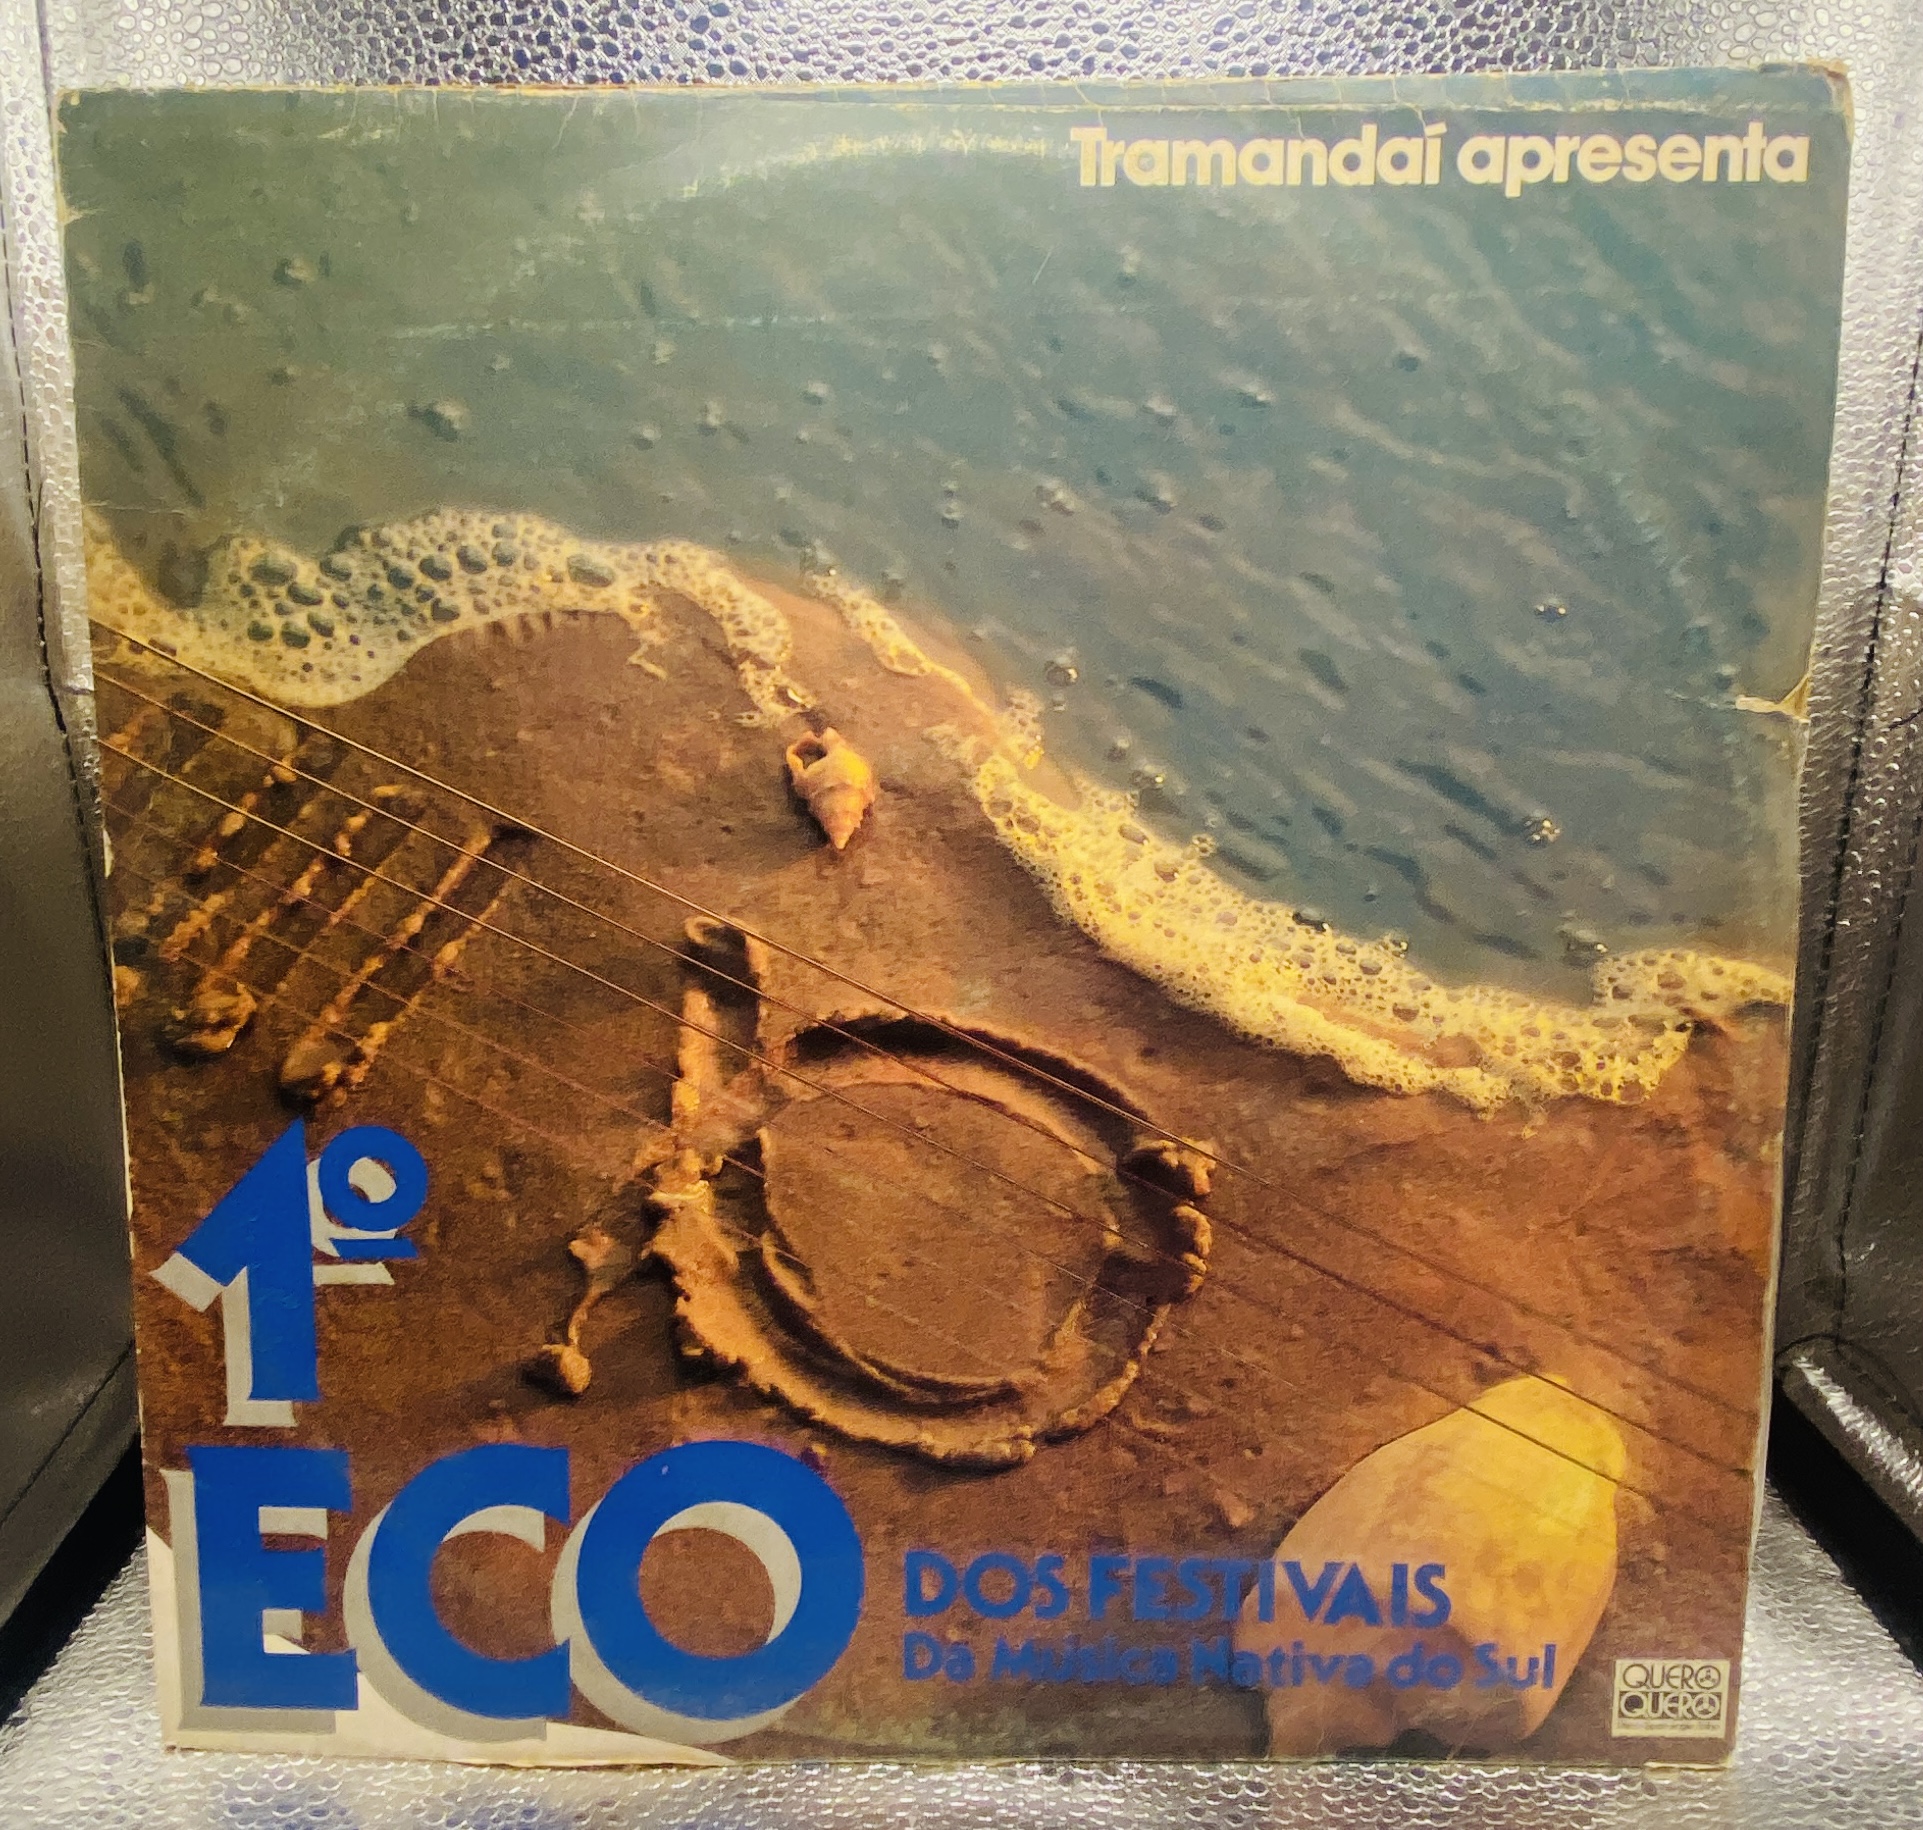 Tramandaí apresenta
1º
ECO
DOS FESTIVAIS
Da Música Nativa do Sul
QUERO
QUERO